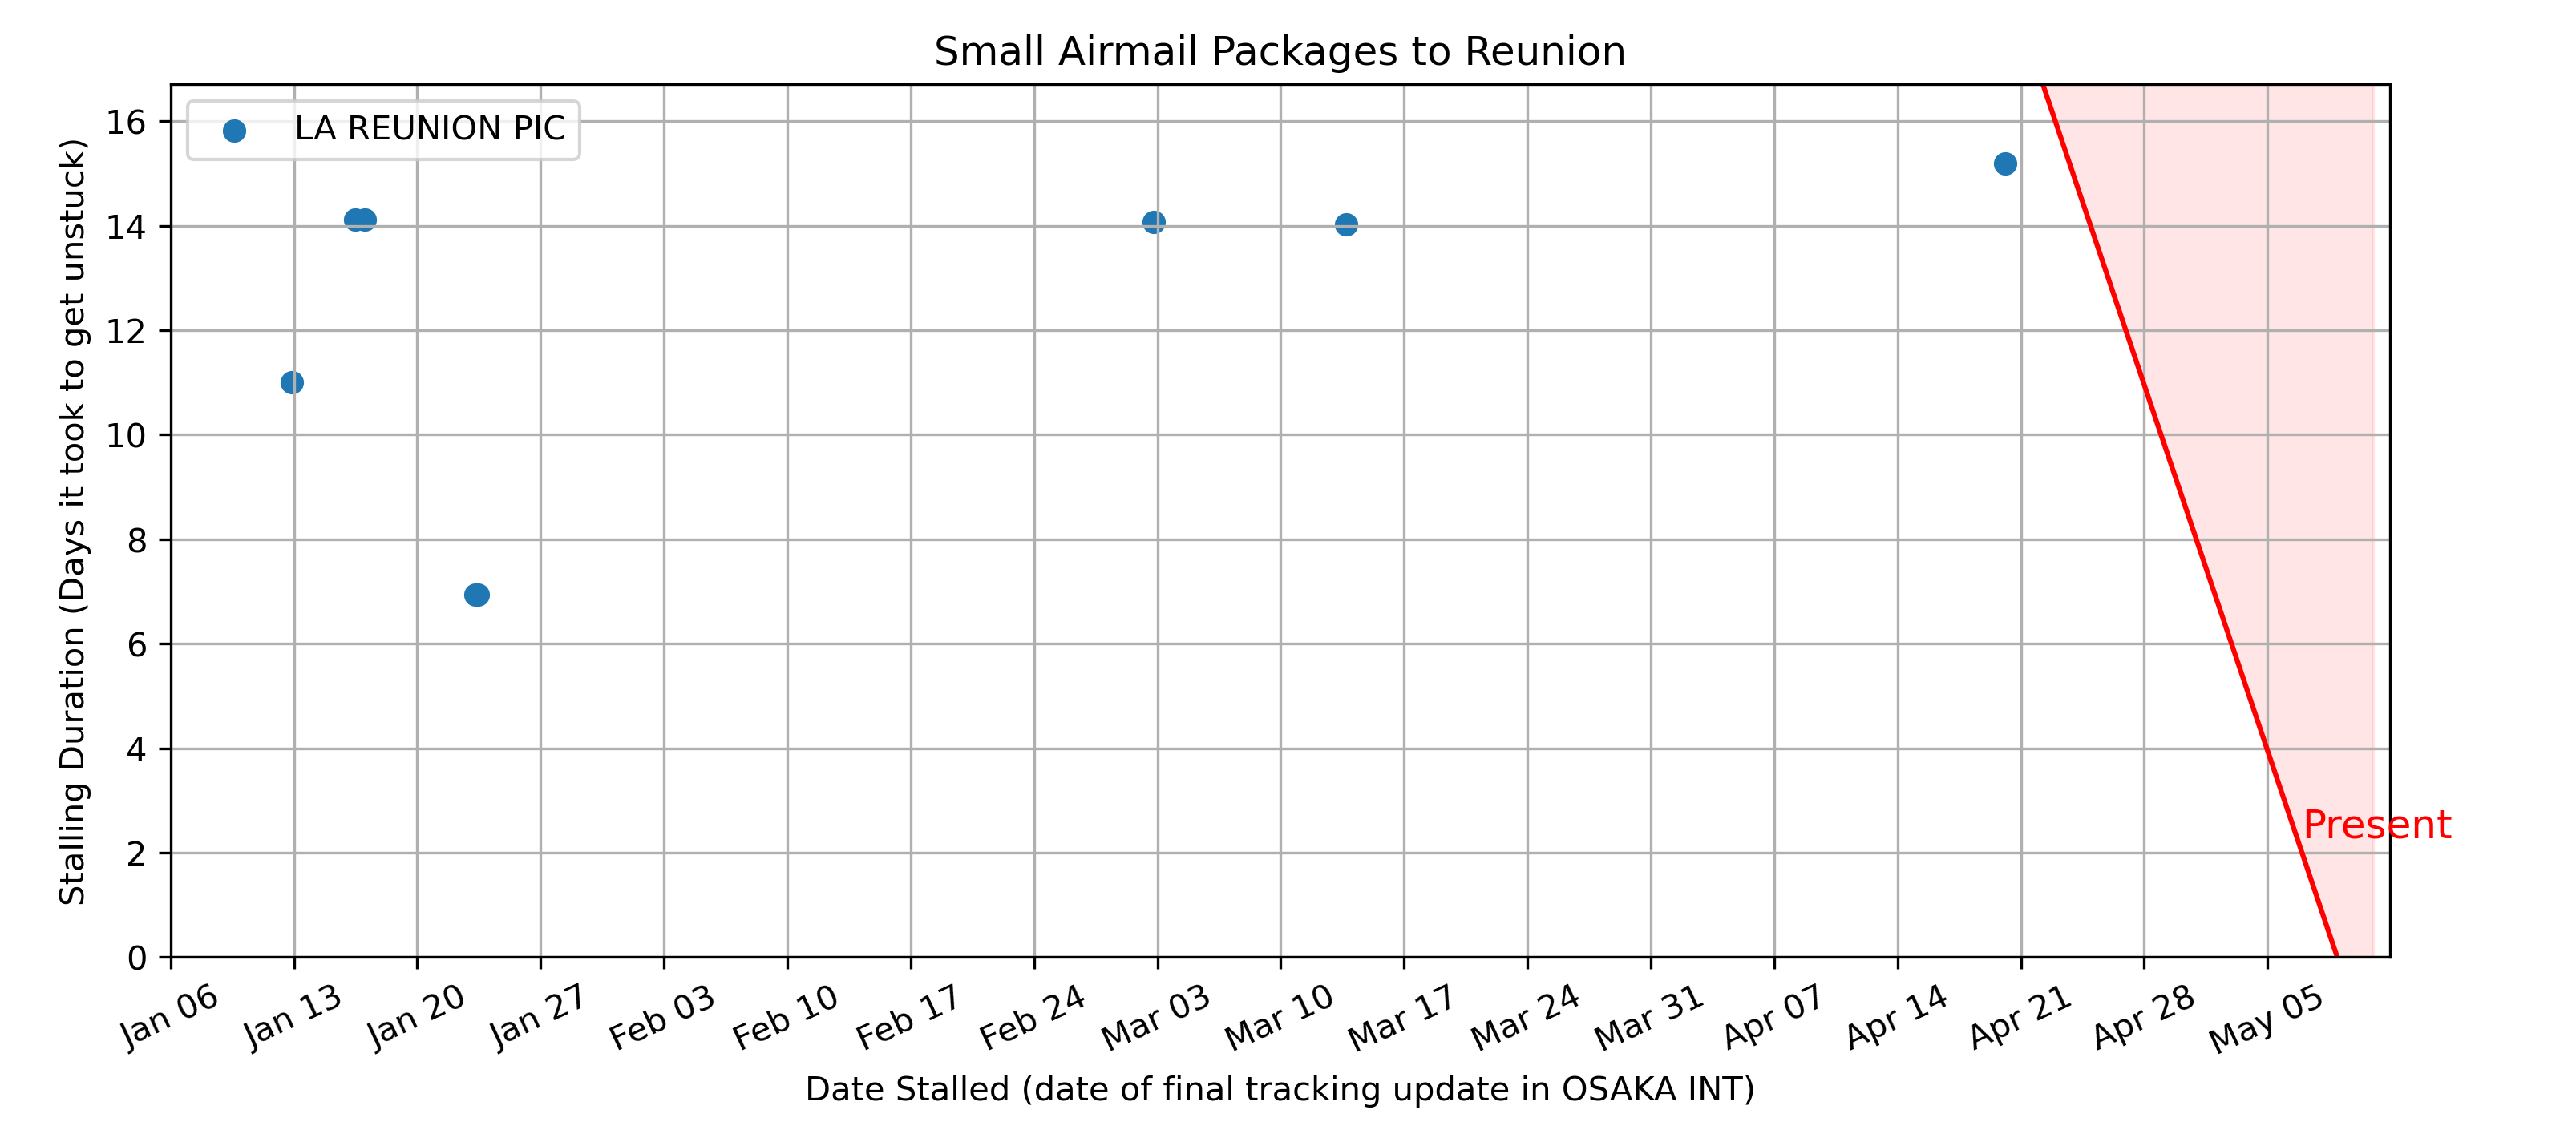 Small Airmail Packages to Reunion
LA REUNION PIC
Stalling Duration (Days it took to get unstuck)
16
14
12
10
8
6
4
2
0
Present
Jan 06
Jan 13
Jan 20
Jan 27
Feb 03
Feb 10
Feb 17
Feb 24
Mar 03
Mar 10
Mar 17
Mar 24
Mar 31
Apr 07
Apr 14
Apr 21
Apr 28
May 05
Date Stalled (date of final tracking update in OSAKA INT)